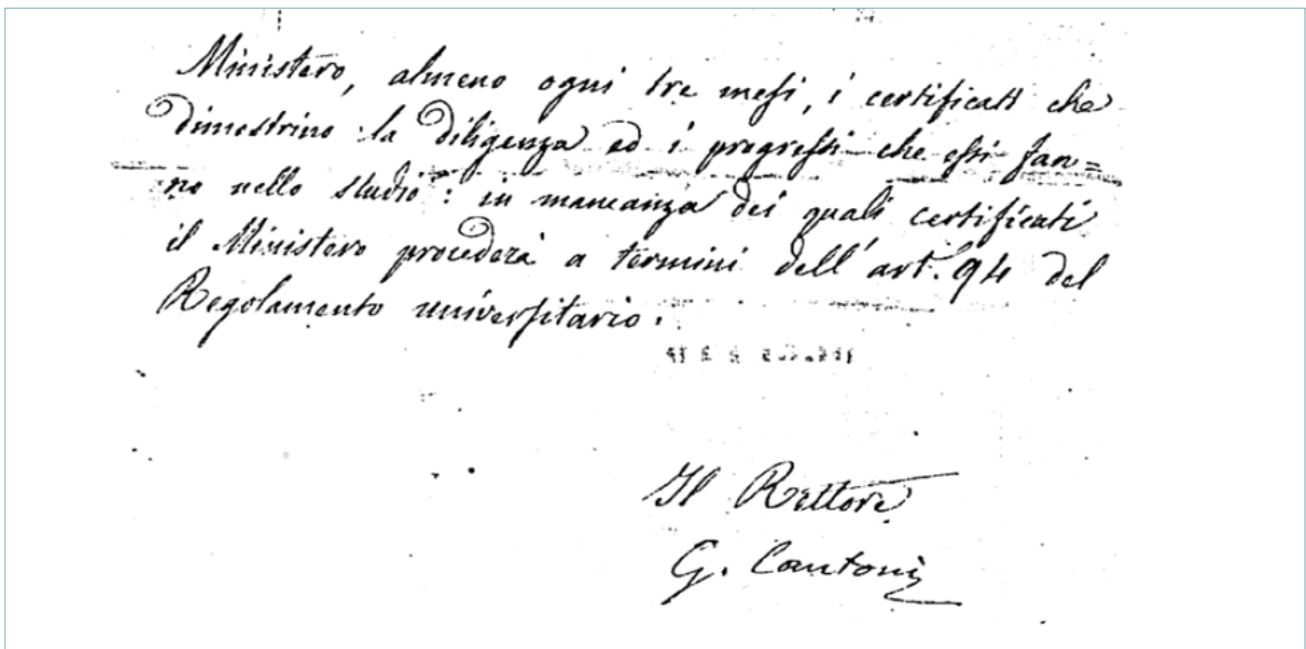 Ministero, almeno ogni tre mesi, i certificati che
dimostrino la diligenza ed i progressi che essi fan=
no nello studio: in mancanza dei quali certificati
il Ministero procederà a termini dell'art. 94 del
Regolamento universitario.
Il Rettore
G. Cantoni